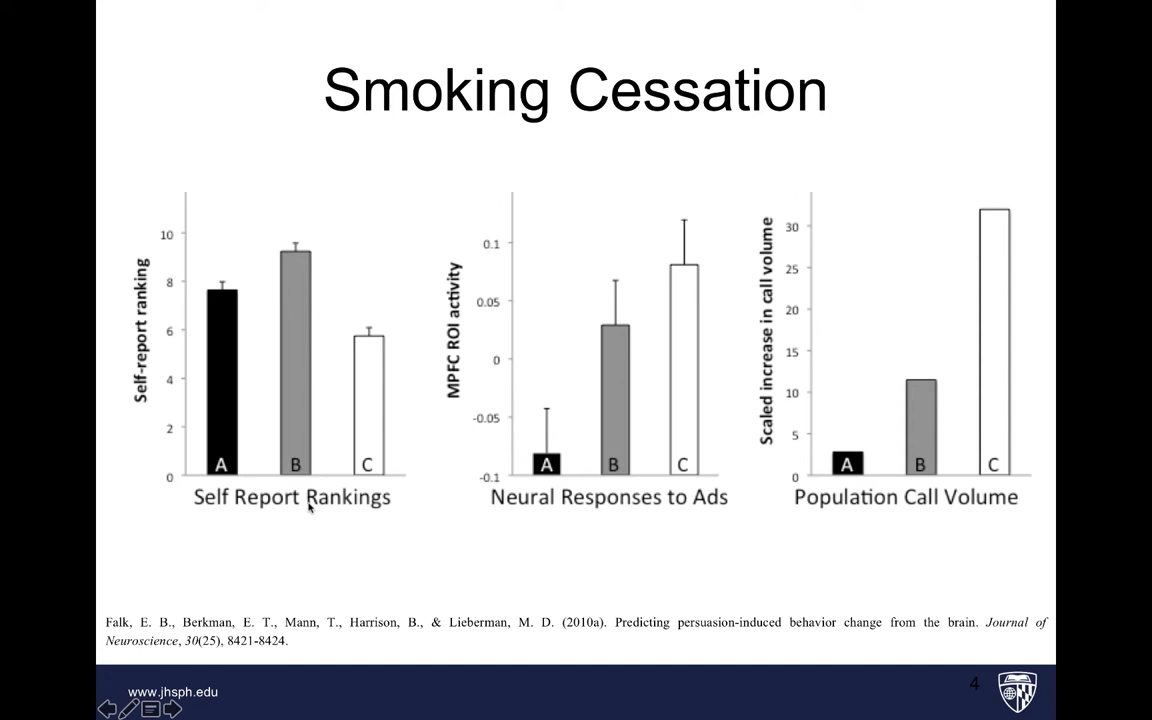 Smoking Cessation
Self-report ranking
10
8
6
4
2
0
A
B
C
Self Report Rankings
MPFC ROI activity
0.1
0.05
0
-0.05
-0.1
A
B
C
Neural Responses to Ads
Scaled increase in call volume
30
25
20
15
10
5
0
A
B
C
Population Call Volume
Falk, E. B., Berkman, E. T., Mann, T., Harrison, B., & Lieberman, M. D. (2010a). Predicting persuasion-induced behavior change from the brain. Journal of
Neuroscience, 30(25), 8421-8424.
www.jhsph.edu
4